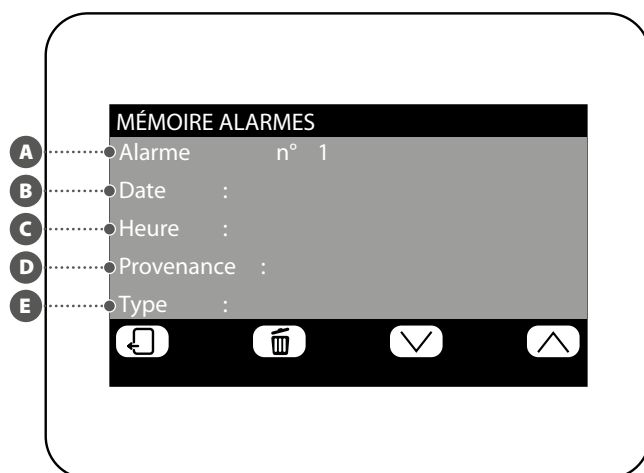 MÉMOIRE ALARMES
A Alarme n° 1
B Date :
C Heure :
D Provenance :
E Type :